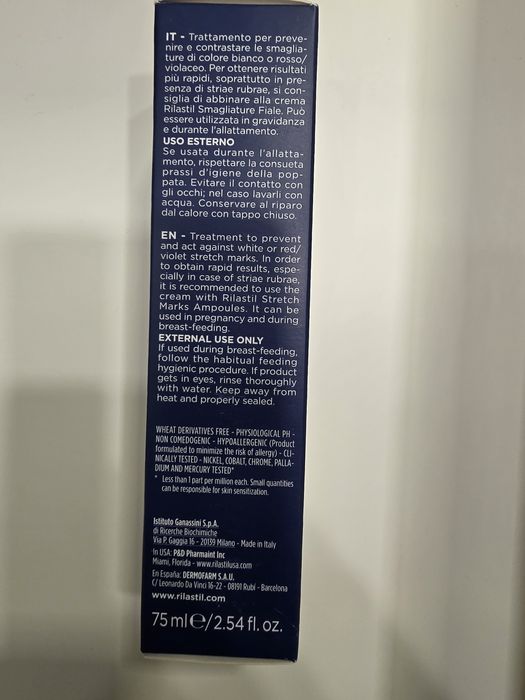 IT - Trattamento per preve-
nire e contrastare le smaglia-
ture di colore bianco o rosso/
violaceo. Per ottenere risultati
più rapidi, soprattutto in pre-
senza di striae rubrae, si con-
siglia di abbinare alla crema
Rilastil Smagliature Fiale. Può
essere utilizzata in gravidanza
e durante l'allattamento.
USO ESTERNO
Se usata durante l'allatta-
mento, rispettare la consueta
prassi d'igiene della pop-
pata. Evitare il contatto con
gli occhi; nel caso lavarli con
acqua. Conservare al riparo
dal calore con tappo chiuso.
EN - Treatment to prevent
and act against white or red/
violet stretch marks. In order
to obtain rapid results, espe-
cially in case of striae rubrae,
it is recommended to use the
cream with Rilastil Stretch
Marks Ampoules. It can be
used in pregnancy and during
breast-feeding.
EXTERNAL USE ONLY
If used during breast-feeding,
follow the habitual feeding
hygienic procedure. If product
gets in eyes, rinse thoroughly
with water. Keep away from
heat and properly sealed.
WHEAT DERIVATIVES FREE - PHYSIOLOGICAL PH -
NON COMEDOGENIC - HYPOALLERGENIC (Product
formulated to minimize the risk of allergy) - CLI-
NICALLY TESTED - NICKEL, COBALT, CHROME, PALLA-
DIUM AND MERCURY TESTED*
* Less than 1 part per million each. Small quantities
can be responsible for skin sensitization.
Istituto Ganassini S.p.A.
di Ricerche Biochimiche
Via P. Gaggia 16 - 20139 Milano - Made in Italy
In USA: P&D Pharmaint Inc
Miami, Florida - www.rilastilusa.com
En España: DERMOFARM S.A.U.
C/ Leonardo Da Vinci 16-22 - 08191 Rubí - Barcelona
www.rilastil.com
75 ml e/2.54 fl. oz.